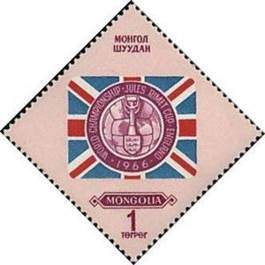 МОНГОЛ
ШУУДАН
WORLD CHAMPIONSHIP · JULES RIMET CUP · ENGLAND
· 1966 ·
MONGOLIA
1
ТӨГРӨГ